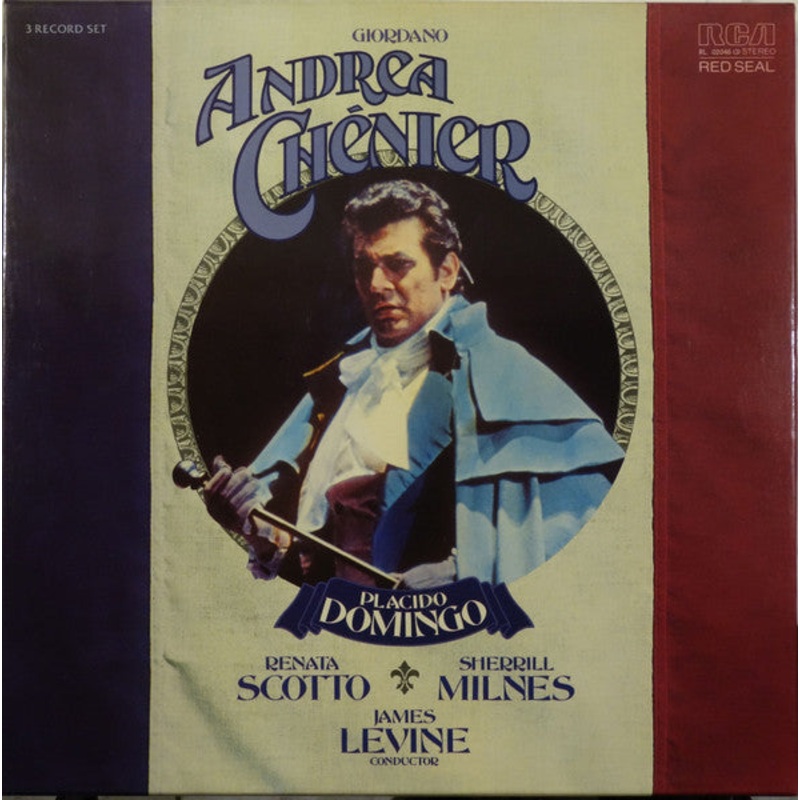 3 RECORD SET
GIORDANO
ANDREA
CHÉNIER
RCA
STEREO
RED SEAL
PLACIDO
DOMINGO
RENATA
SCOTTO
SHERRILL
MILNES
JAMES
LEVINE
CONDUCTOR